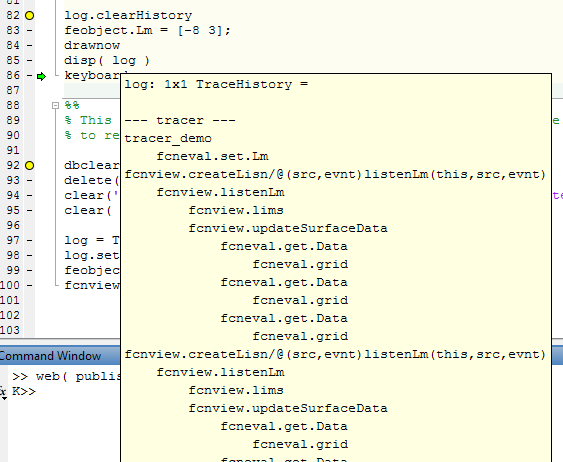 81
82 log.clearHistory
83 - feobject.Lm = [-8 3];
84 - drawnow
85 - disp( log )
86 - keyboard
87
88 %%
89 % This
90 % to re
91
92 dbclear
93 - delete(
94 - clear('
95 - clear(
96
97 - log = T
98 - log.set
99 - feobjec
100 - fcnview
101
102
103
log: 1x1 TraceHistory =
--- tracer ---
tracer_demo
fcneval.set.Lm
fcnview.createLisn/@(src,evnt)listenLm(this,src,evnt)
fcnview.listenLm
fcnview.lims
fcnview.updateSurfaceData
fcneval.get.Data
fcneval.grid
fcneval.get.Data
fcneval.grid
fcneval.get.Data
fcneval.grid
fcnview.createLisn/@(src,evnt)listenLm(this,src,evnt)
fcnview.listenLm
fcnview.lims
fcnview.updateSurfaceData
fcneval.get.Data
fcneval.grid
fcneval.get.Data
Command Window
>> web( publis
fx K>>